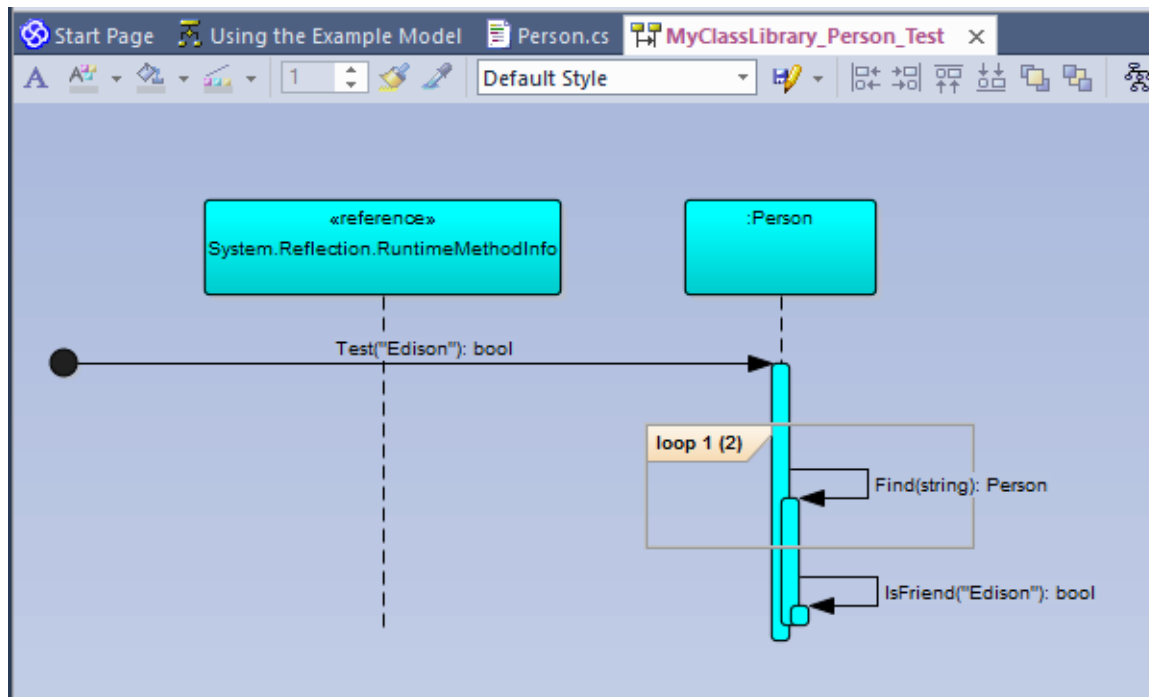 Start Page
Using the Example Model
Person.cs
MyClassLibrary_Person_Test
A
A
1
Default Style
«reference»
System.Reflection.RuntimeMethodInfo
:Person
Test("Edison"): bool
loop 1 (2)
Find(string): Person
IsFriend("Edison"): bool